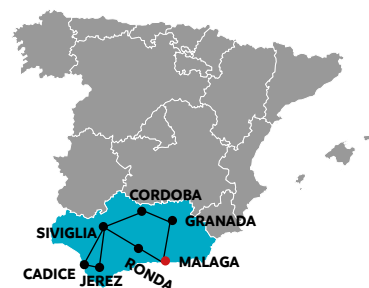 CORDOBA
GRANADA
SIVIGLIA
MALAGA
RONDA
CADICE
JEREZ